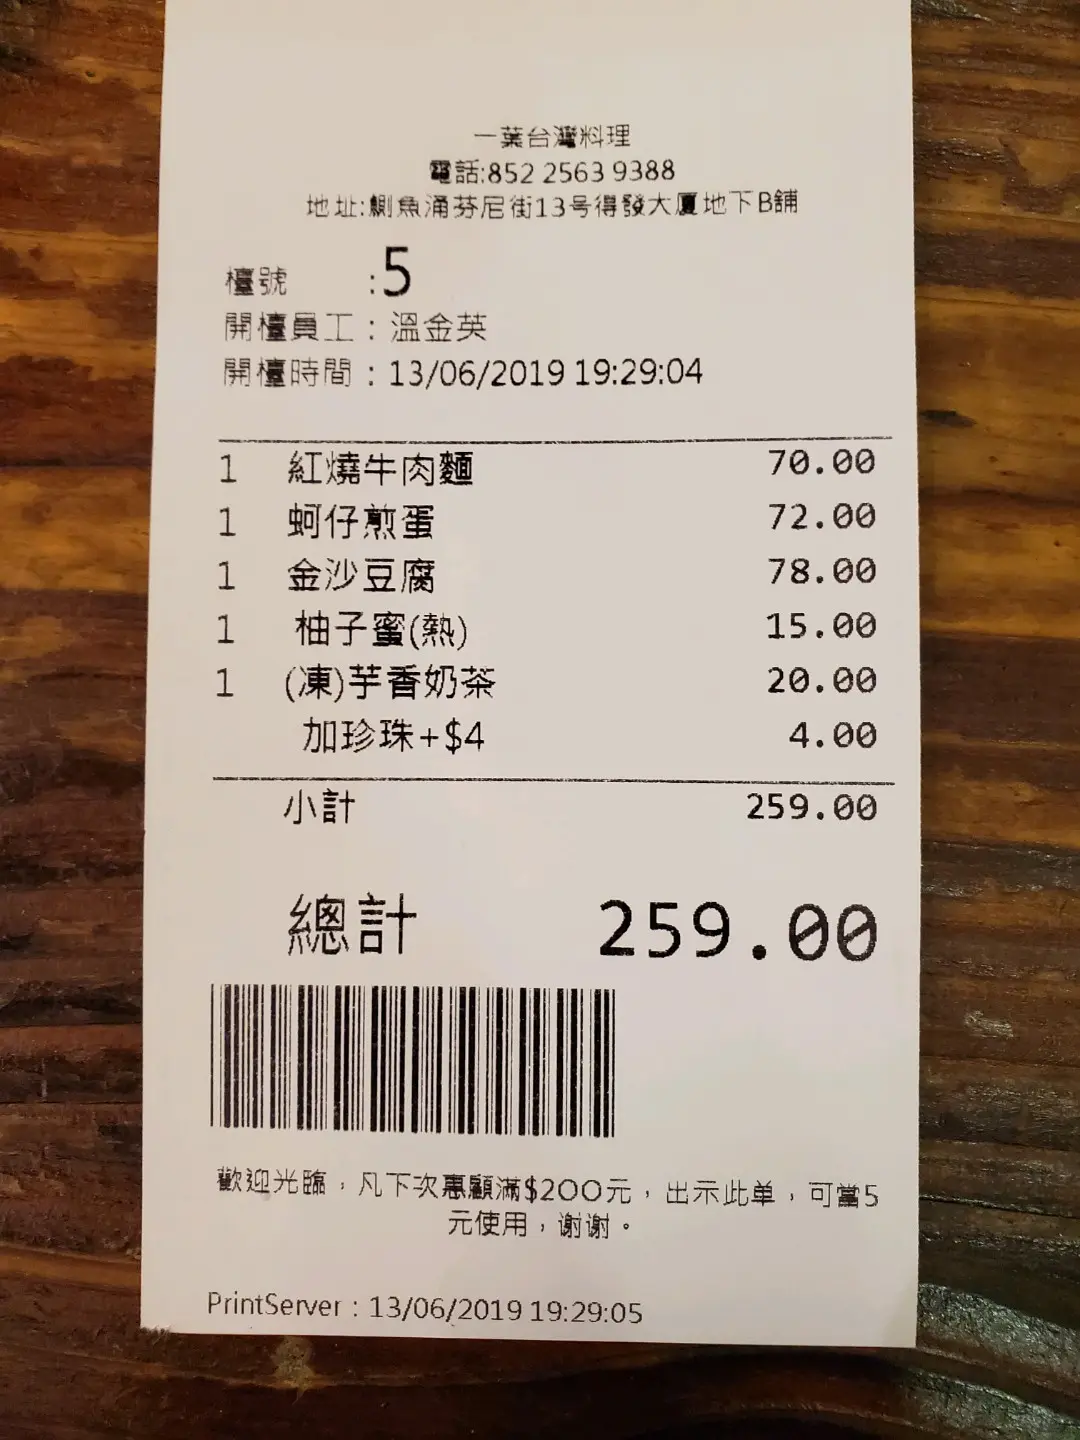 一葉台灣料理
電話:852 2563 9388
地址:鰂魚涌芬尼街13号得發大廈地下B舖
檯號 :5
開檯員工：溫金英
開檯時間：13/06/2019 19:29:04
1 紅燒牛肉麵 70.00
1 蚵仔煎蛋 72.00
1 金沙豆腐 78.00
1 柚子蜜(熱) 15.00
1 (凍)芋香奶茶 20.00
加珍珠+$4 4.00
小計 259.00
總計 259.00
歡迎光臨，凡下次惠顧滿$200元，出示此单，可當5
元使用，谢谢。
PrintServer : 13/06/2019 19:29:05